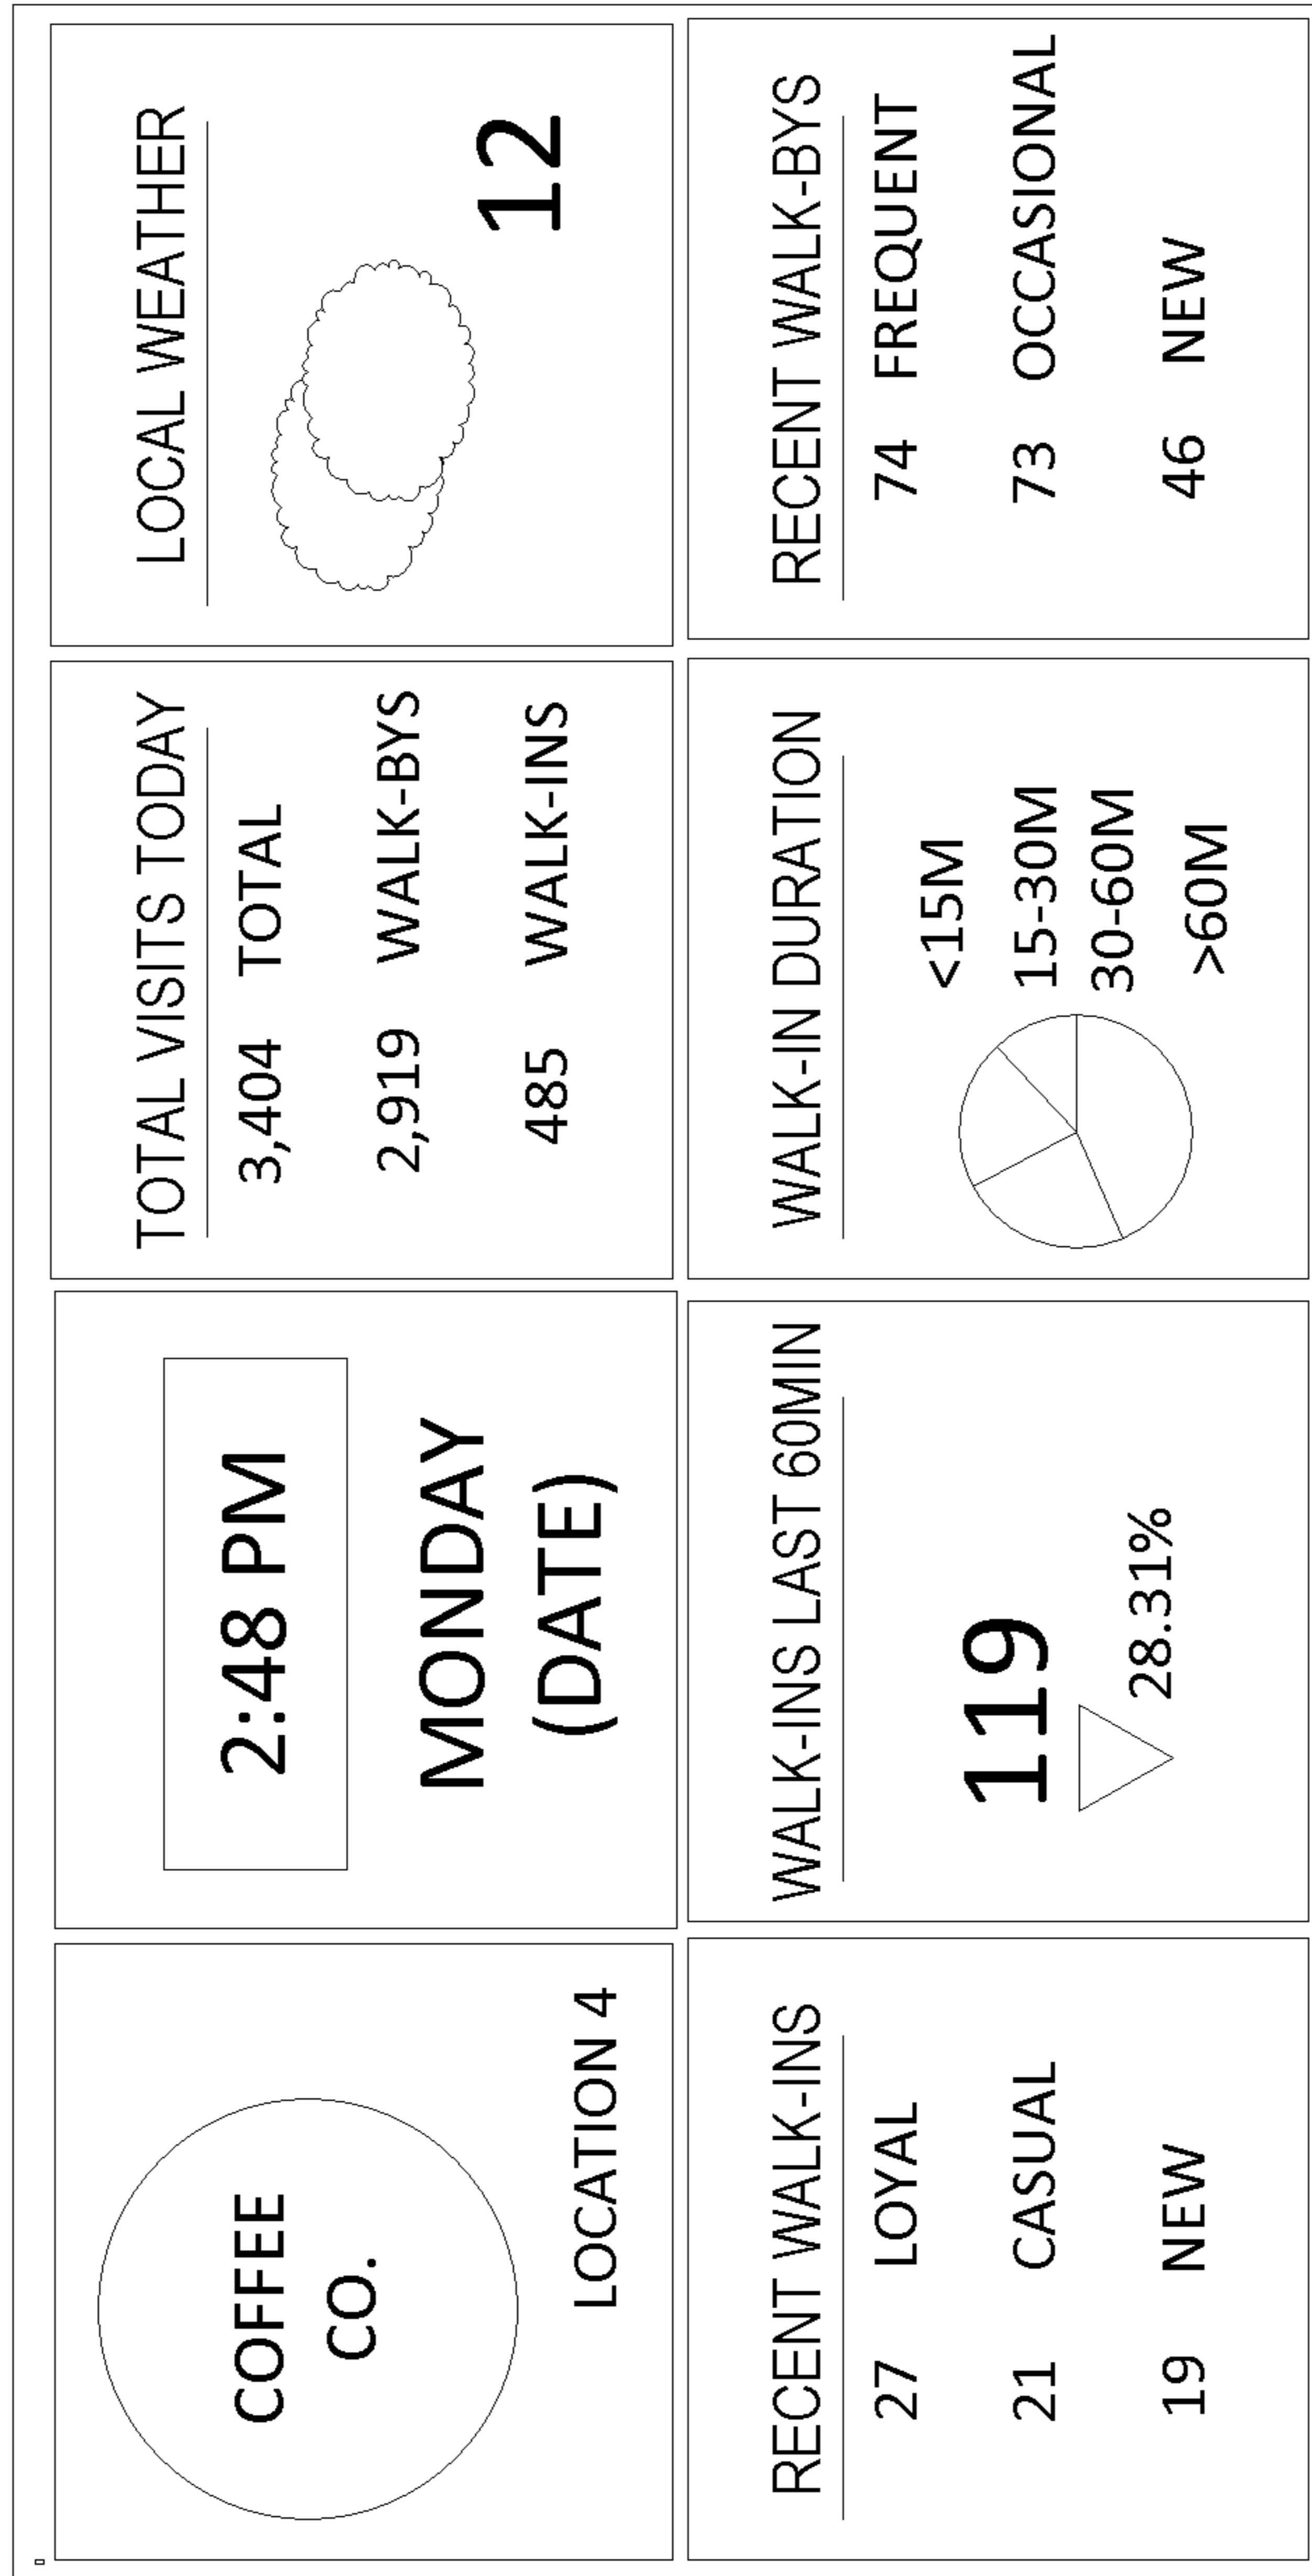 COFFEE
CO.
LOCATION 4
2:48 PM
MONDAY
(DATE)
TOTAL VISITS TODAY
3,404 TOTAL
2,919 WALK-BYS
485 WALK-INS
LOCAL WEATHER
12
RECENT WALK-INS
27 LOYAL
21 CASUAL
19 NEW
WALK-INS LAST 60MIN
119
28.31%
WALK-IN DURATION
<15M
15-30M
30-60M
>60M
RECENT WALK-BYS
74 FREQUENT
73 OCCASIONAL
46 NEW